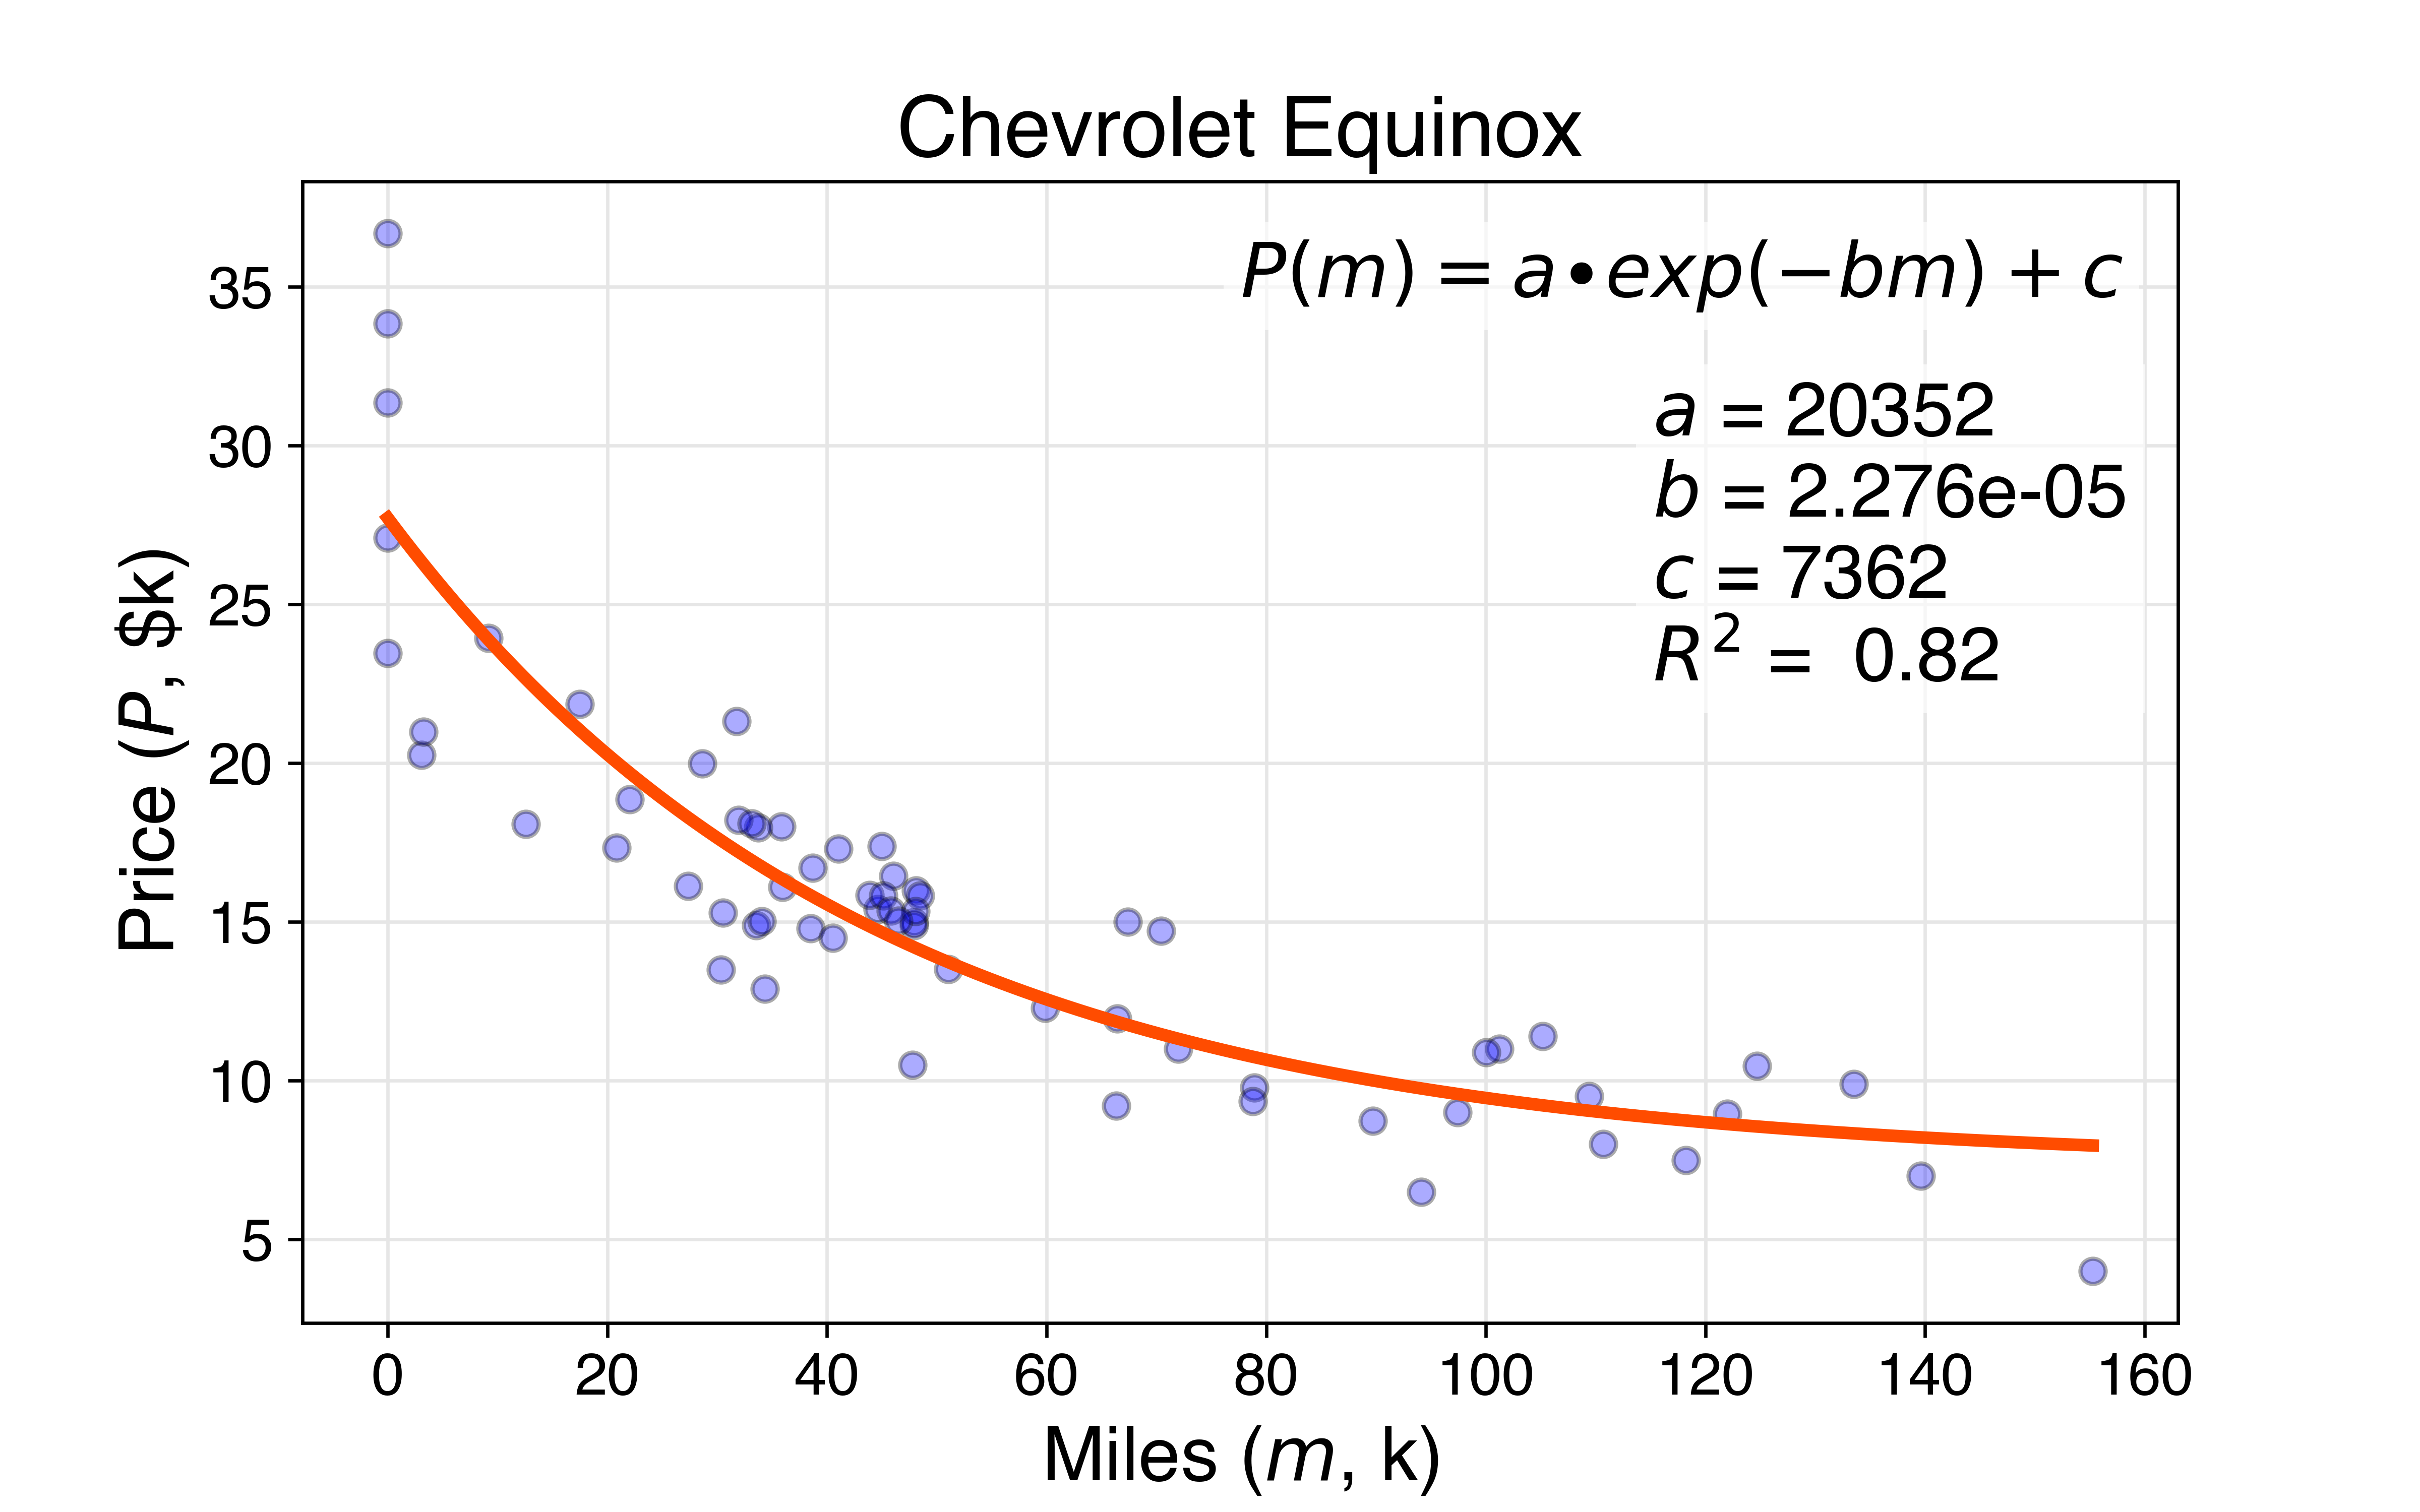 Chevrolet Equinox
P(m) = a•exp(−bm) + c
a = 20352
b = 2.276e-05
c = 7362
R² = 0.82
Price (P, $k)
35
30
25
20
15
10
5
0 20 40 60 80 100 120 140 160
Miles (m, k)